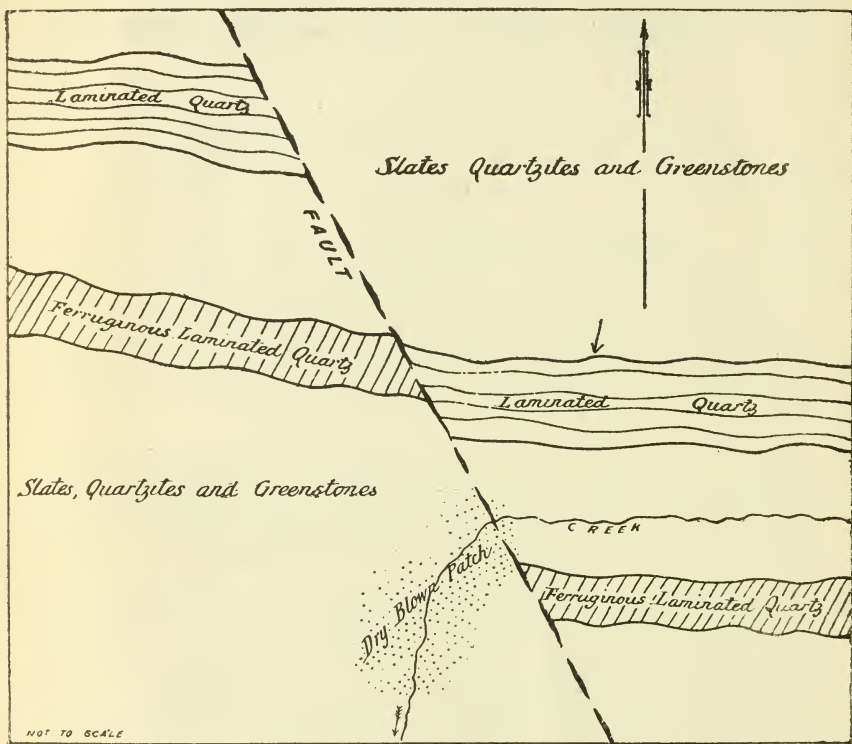 Laminated Quartz
Slates Quartzites and Greenstones
FAULT
Ferruginous Laminated Quartz
Laminated Quartz
Slates, Quartzites and Greenstones
CREEK
Dry Blown Patch
Ferruginous Laminated Quartz
NOT TO SCALE